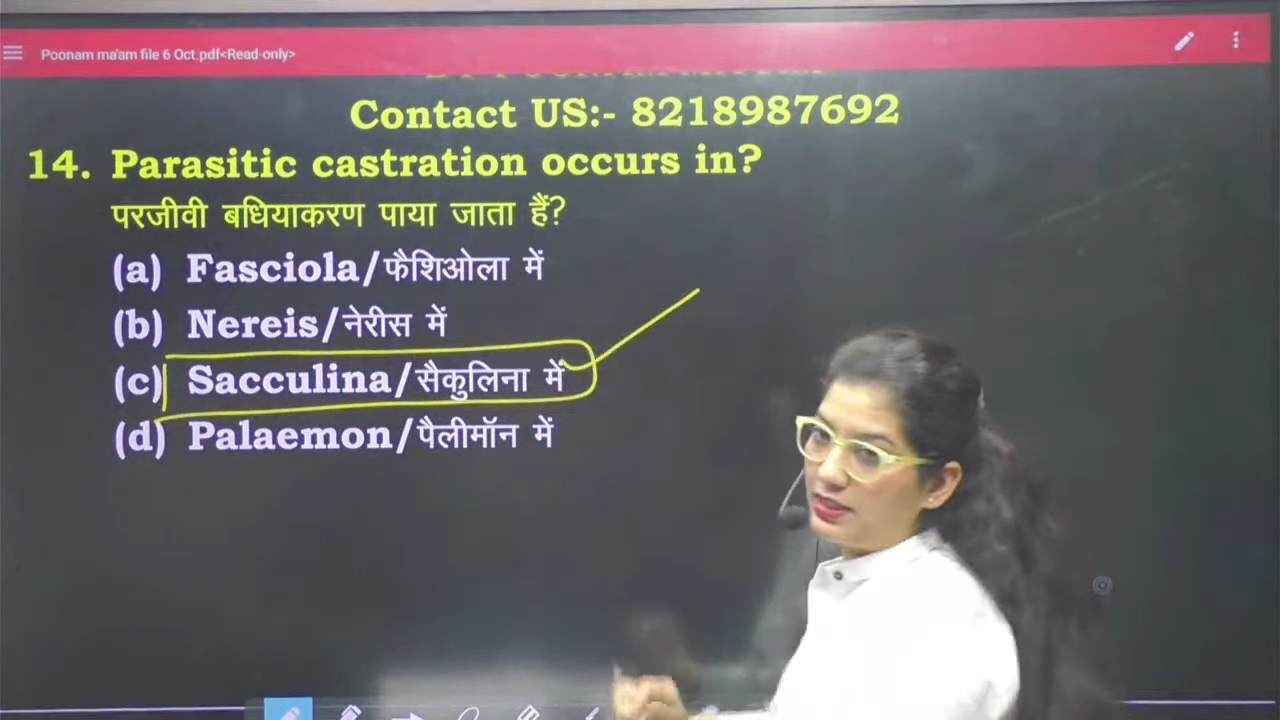 Poonam ma'am file 6 Oct.pdf<Read-only>
Contact US:- 8218987692
14. Parasitic castration occurs in?
परजीवी बधियाकरण पाया जाता हैं?
(a) Fasciola/फैशिओला में
(b) Nereis/नेरीस में
(c) Sacculina/सैकुलिना में
(d) Palaemon/पैलीमॉन में